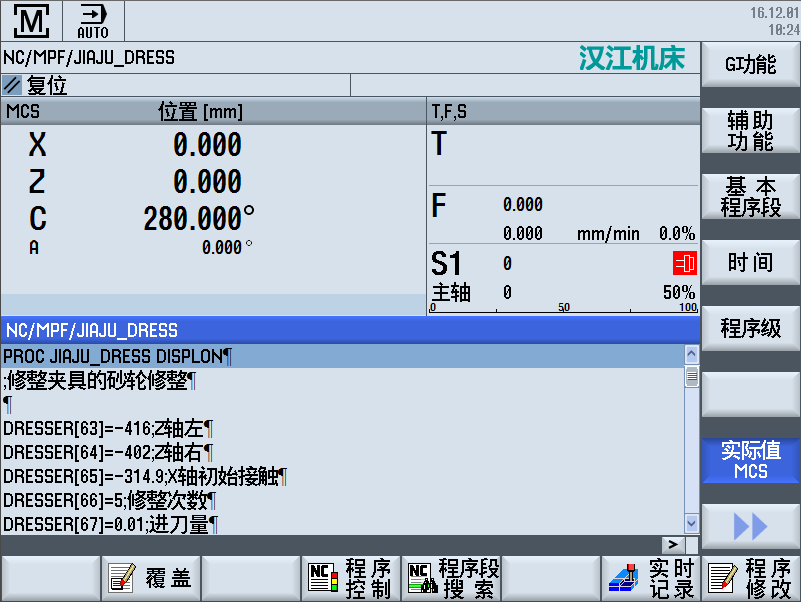 M AUTO 16.12.01
10:24
NC/MPF/JIAJU_DRESS 汉江机床
复位
MCS 位置 [mm]
X 0.000
Z 0.000
C 280.000°
A 0.000 °
T,F,S
T
F 0.000
0.000 mm/min 0.0%
S1 0
主轴 0 50%
0 50 100
NC/MPF/JIAJU_DRESS
PROC JIAJU_DRESS DISPLON¶
;修整夹具的砂轮修整¶
¶
DRESSER[63]=-416;Z轴左¶
DRESSER[64]=-402;Z轴右¶
DRESSER[65]=-314.9;X轴初始接触¶
DRESSER[66]=5;修整次数¶
DRESSER[67]=0.01;进刀量¶
>
G功能
辅助
功能
基本
程序段
时间
程序级
实际值
MCS
覆盖
NC 程序
控制
NC 程序段
搜索
实时
记录
程序
修改